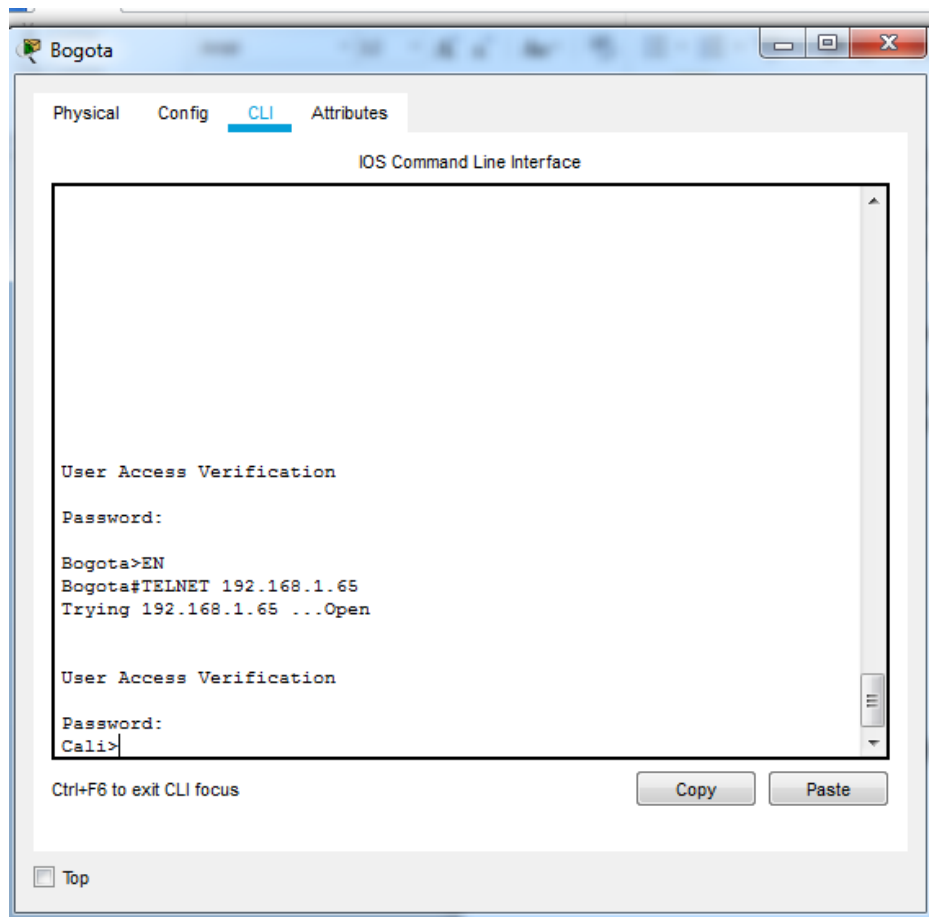 Bogota
Physical Config CLI Attributes
IOS Command Line Interface
User Access Verification
Password:
Bogota>EN
Bogota#TELNET 192.168.1.65
Trying 192.168.1.65 ...Open
User Access Verification
Password:
Cali>
Ctrl+F6 to exit CLI focus
Copy Paste
Top